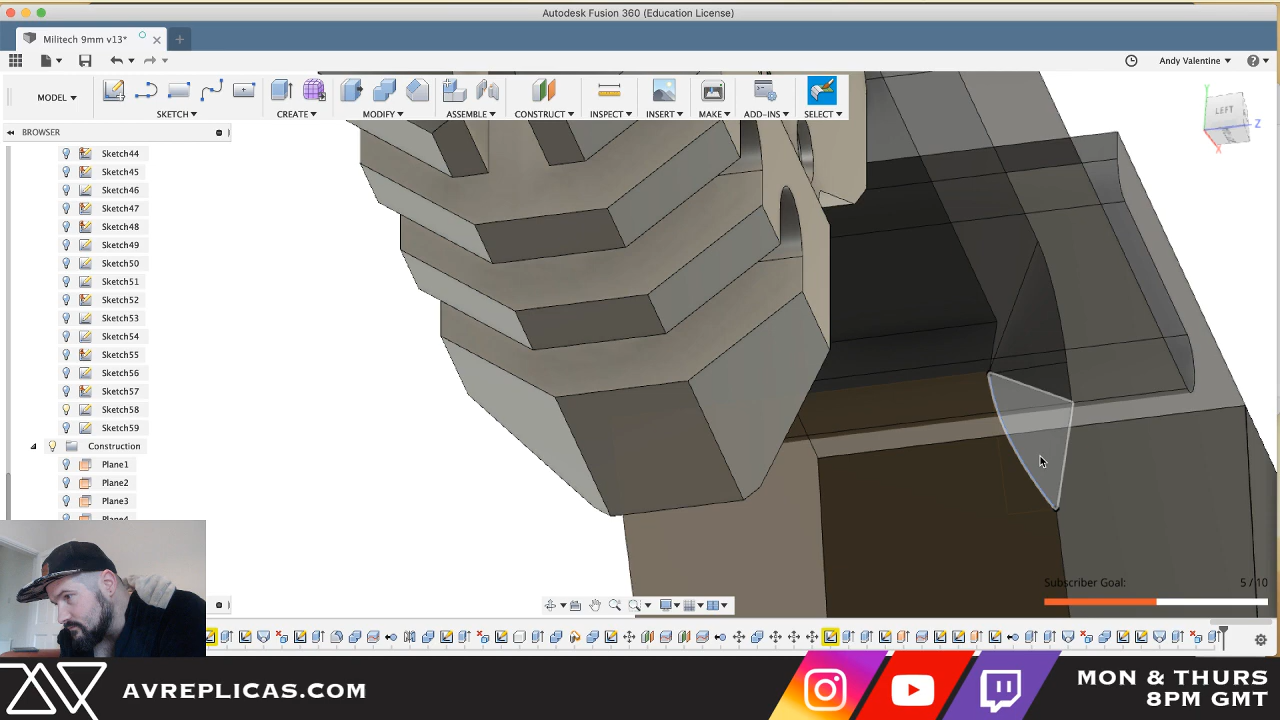 Autodesk Fusion 360 (Education License)
Militech 9mm v13*
Andy Valentine
MODEL
SKETCH
CREATE
MODIFY
ASSEMBLE
CONSTRUCT
INSPECT
INSERT
MAKE
ADD-INS
SELECT
BROWSER
Sketch44
Sketch45
Sketch46
Sketch47
Sketch48
Sketch49
Sketch50
Sketch51
Sketch52
Sketch53
Sketch54
Sketch55
Sketch56
Sketch57
Sketch58
Sketch59
Construction
Plane1
Plane2
Plane3
Y
LEFT
Z
X
Subscriber Goal: 5 / 10
AVREPLICAS.COM
MON & THURS
8PM GMT